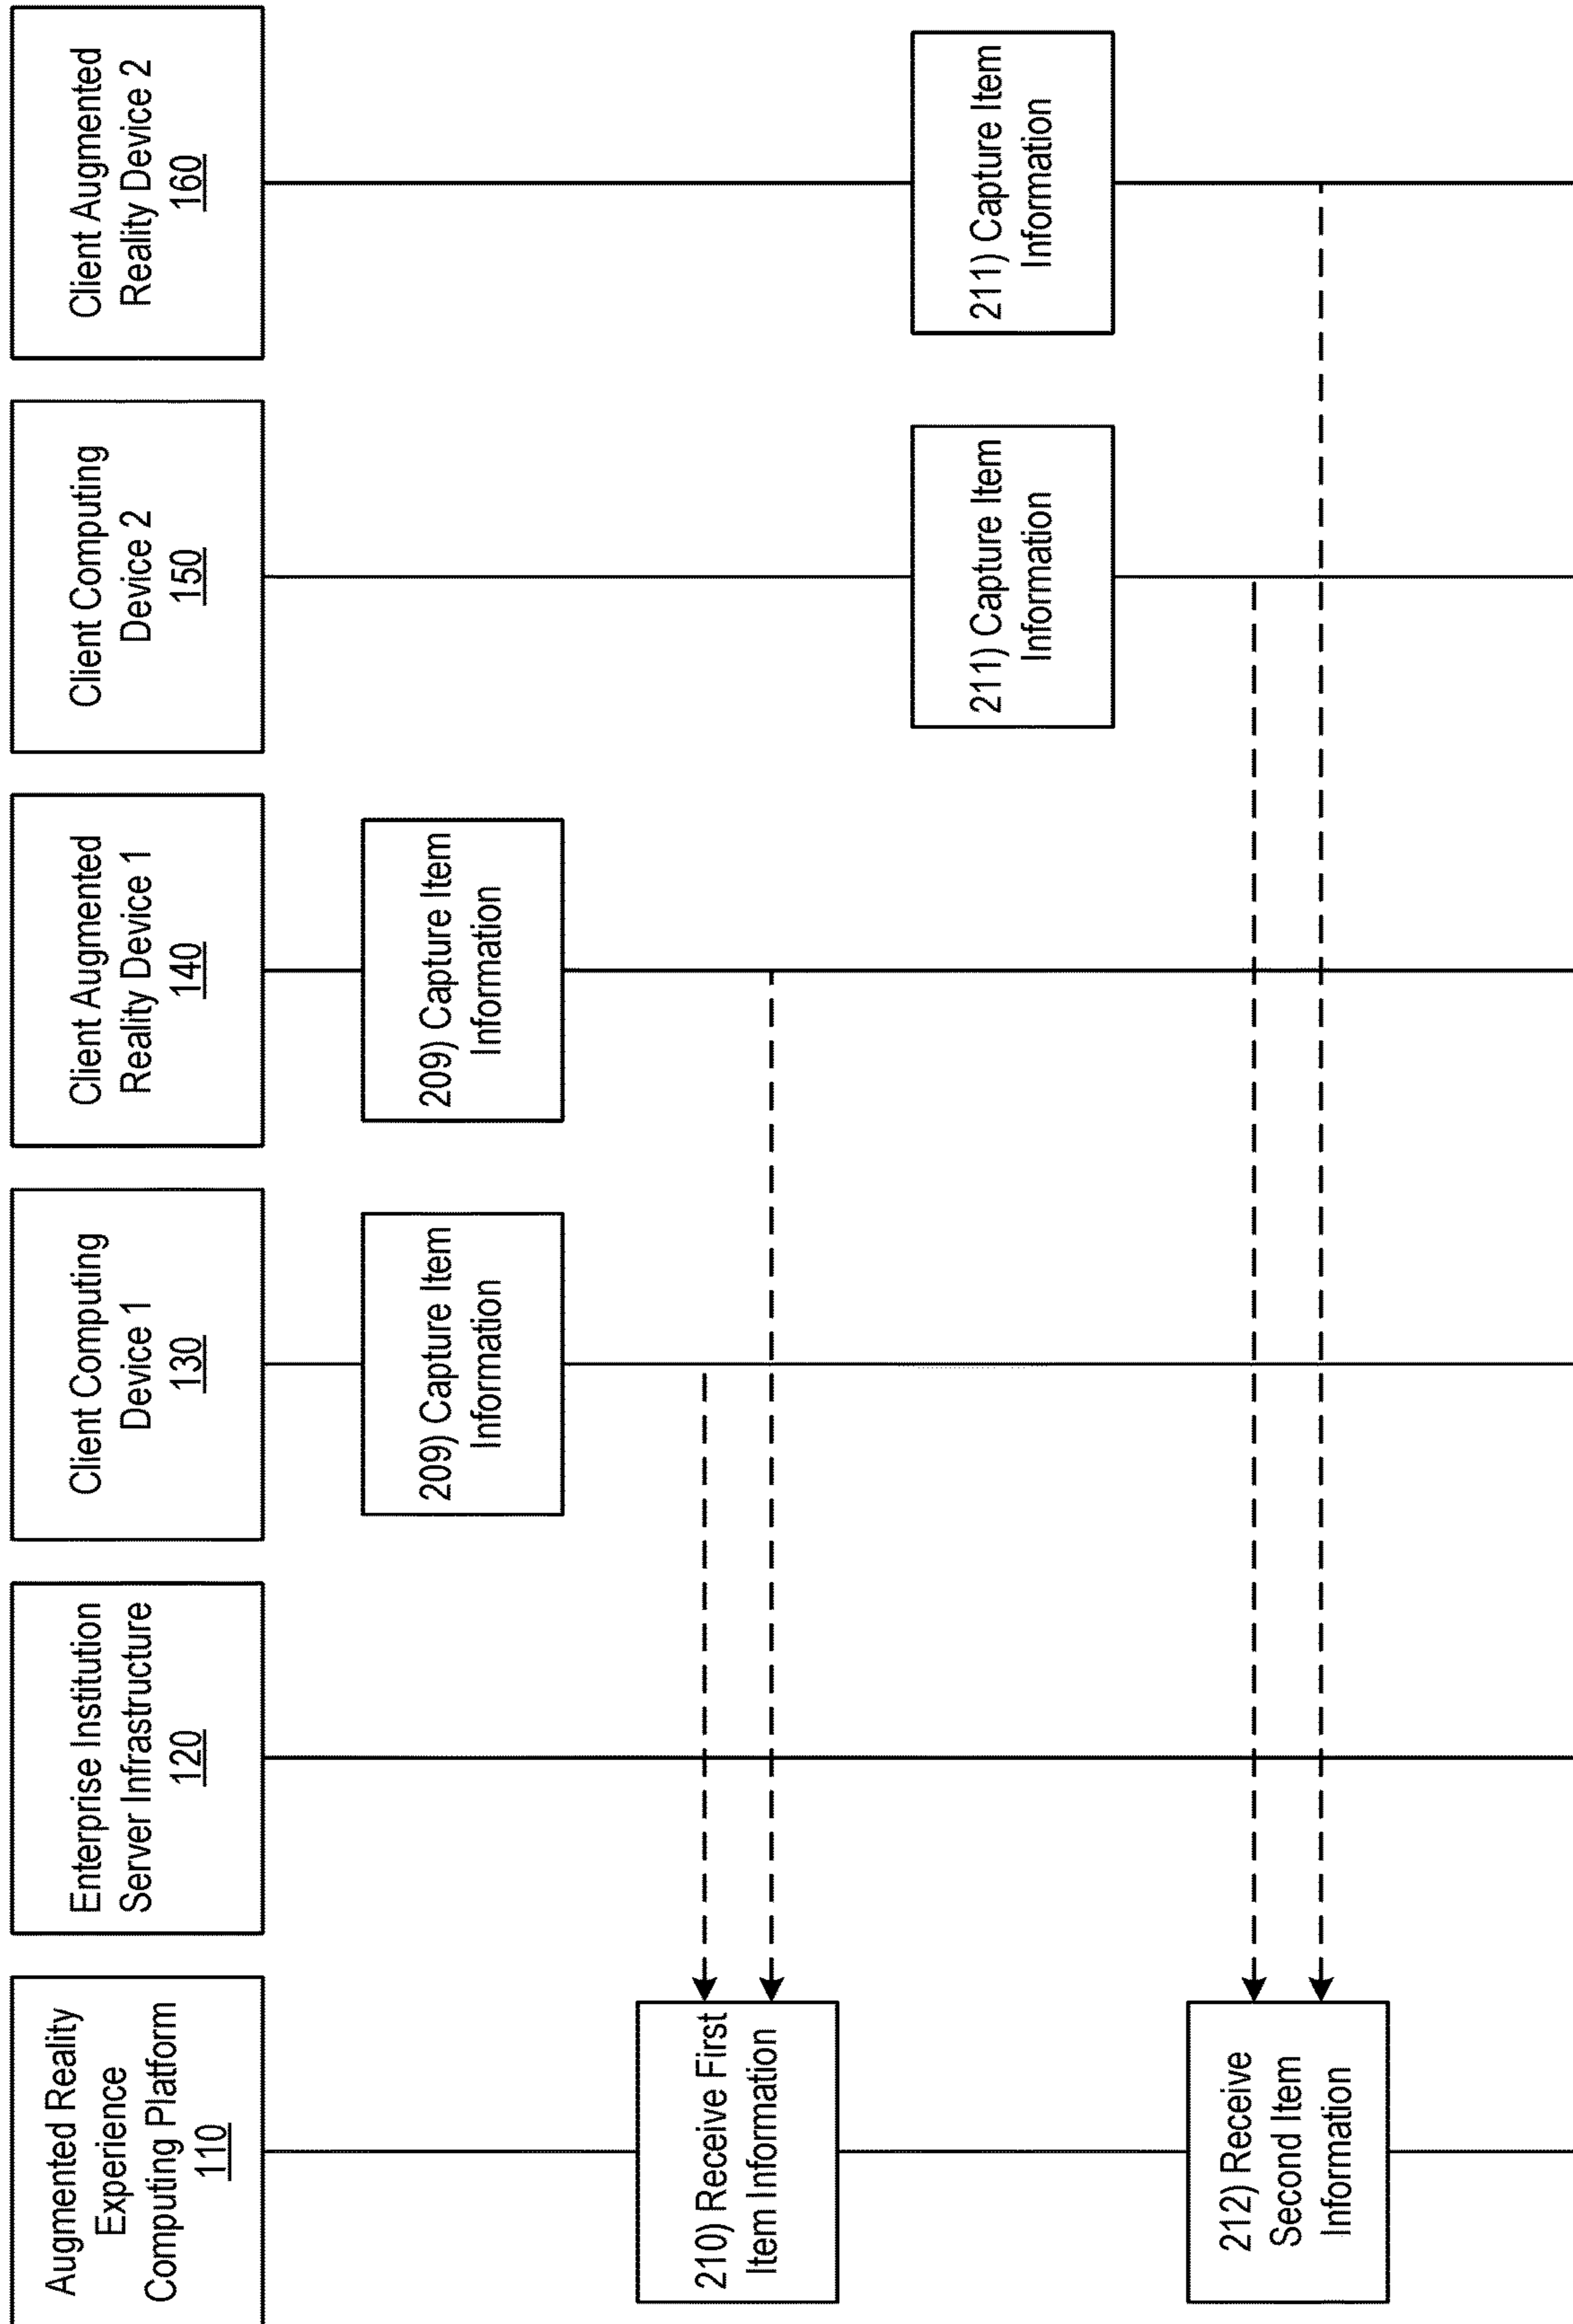 Augmented Reality
Experience
Computing Platform
110
Enterprise Institution
Server Infrastructure
120
Client Computing
Device 1
130
Client Augmented
Reality Device 1
140
Client Computing
Device 2
150
Client Augmented
Reality Device 2
160
209) Capture Item
Information
209) Capture Item
Information
210) Receive First
Item Information
211) Capture Item
Information
211) Capture Item
Information
212) Receive
Second Item
Information